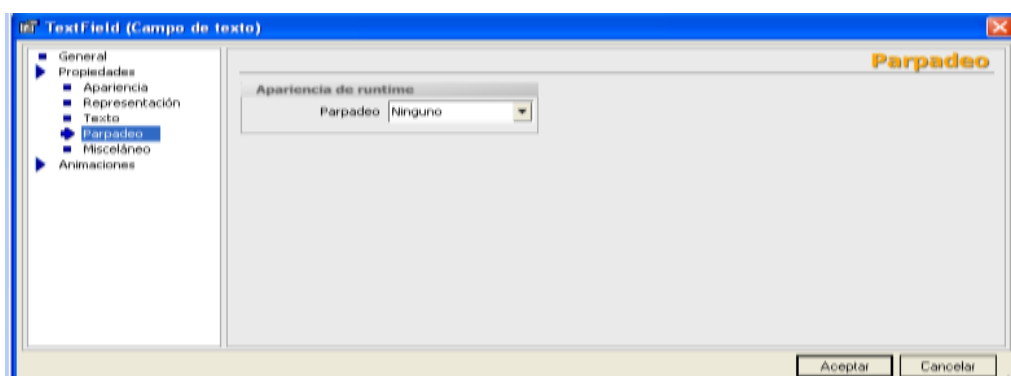 TextField (Campo de texto)
General
Propiedades
Apariencia
Representación
Texto
Parpadeo
Misceláneo
Animaciones
Parpadeo
Apariencia de runtime
Parpadeo Ninguno
Aceptar Cancelar